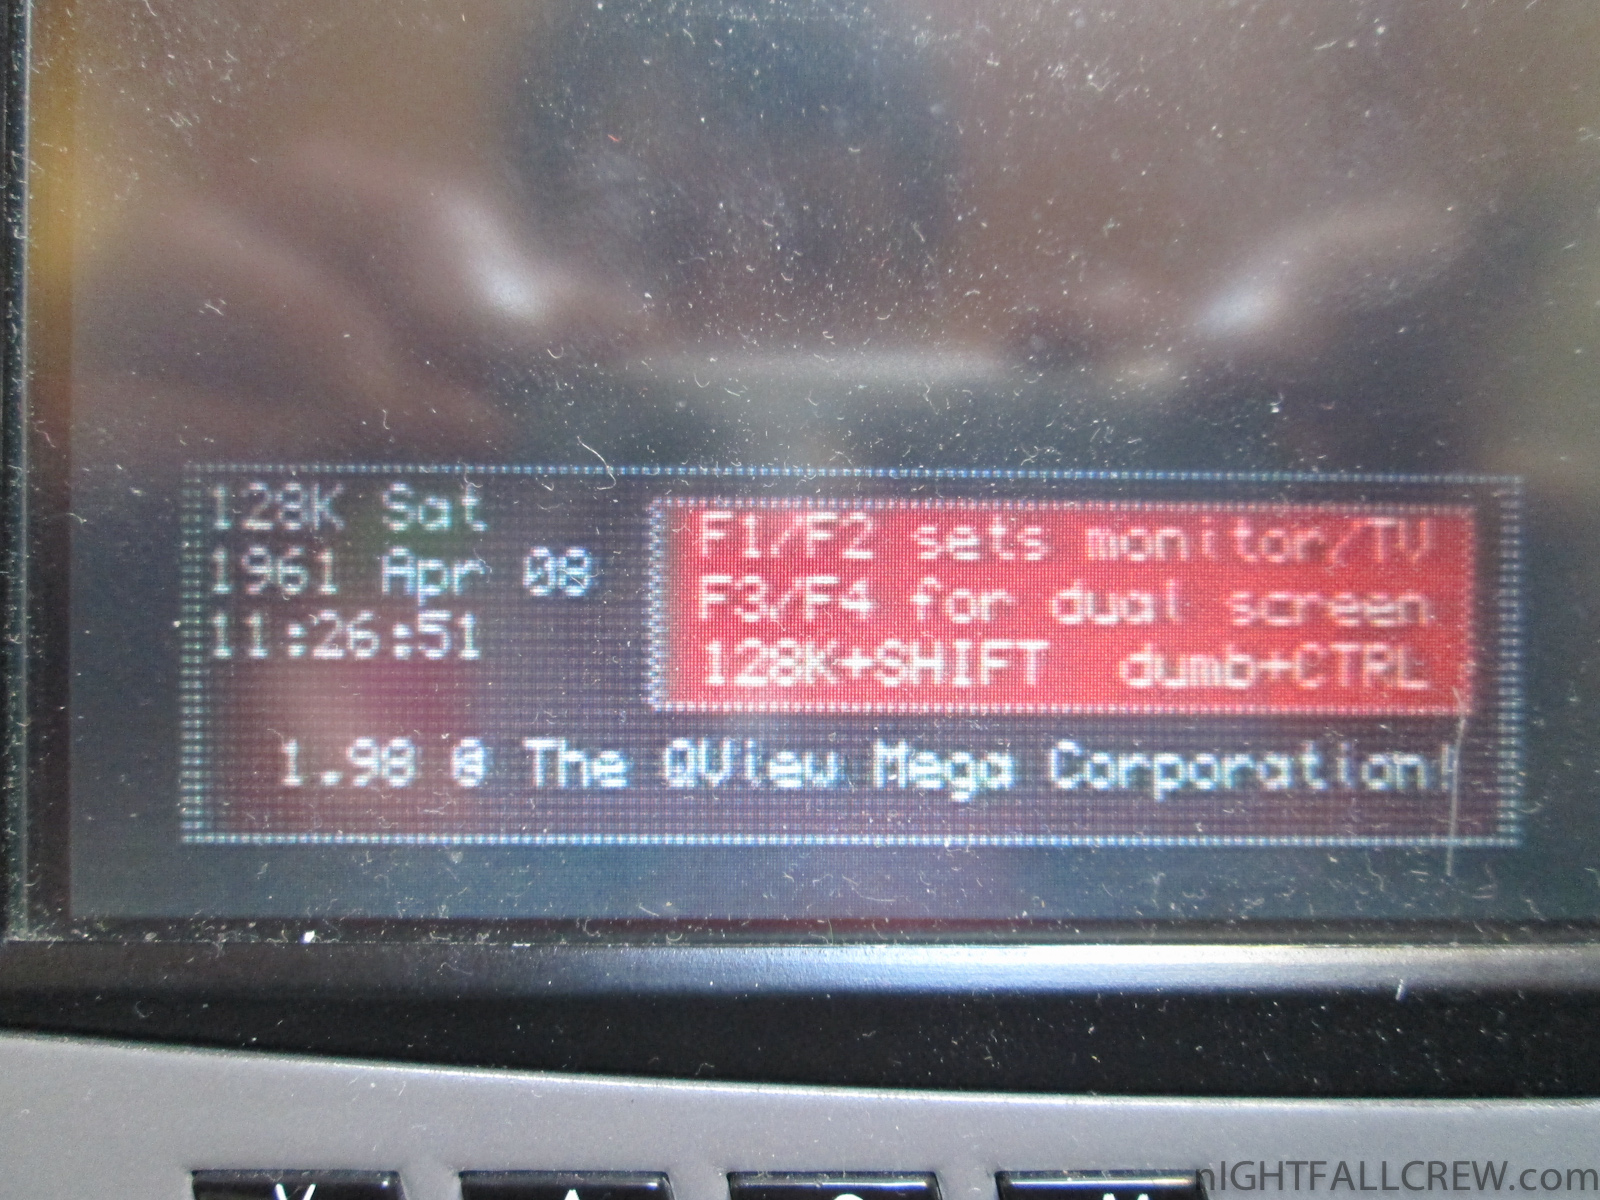 128K Sat
1961 Apr 08
11:26:51
F1/F2 sets monitor/TV
F3/F4 for dual screen
128K+SHIFT dumb+CTRL
1.98 @ The QView Mega Corporation!
nIGHTFALLCREW.com